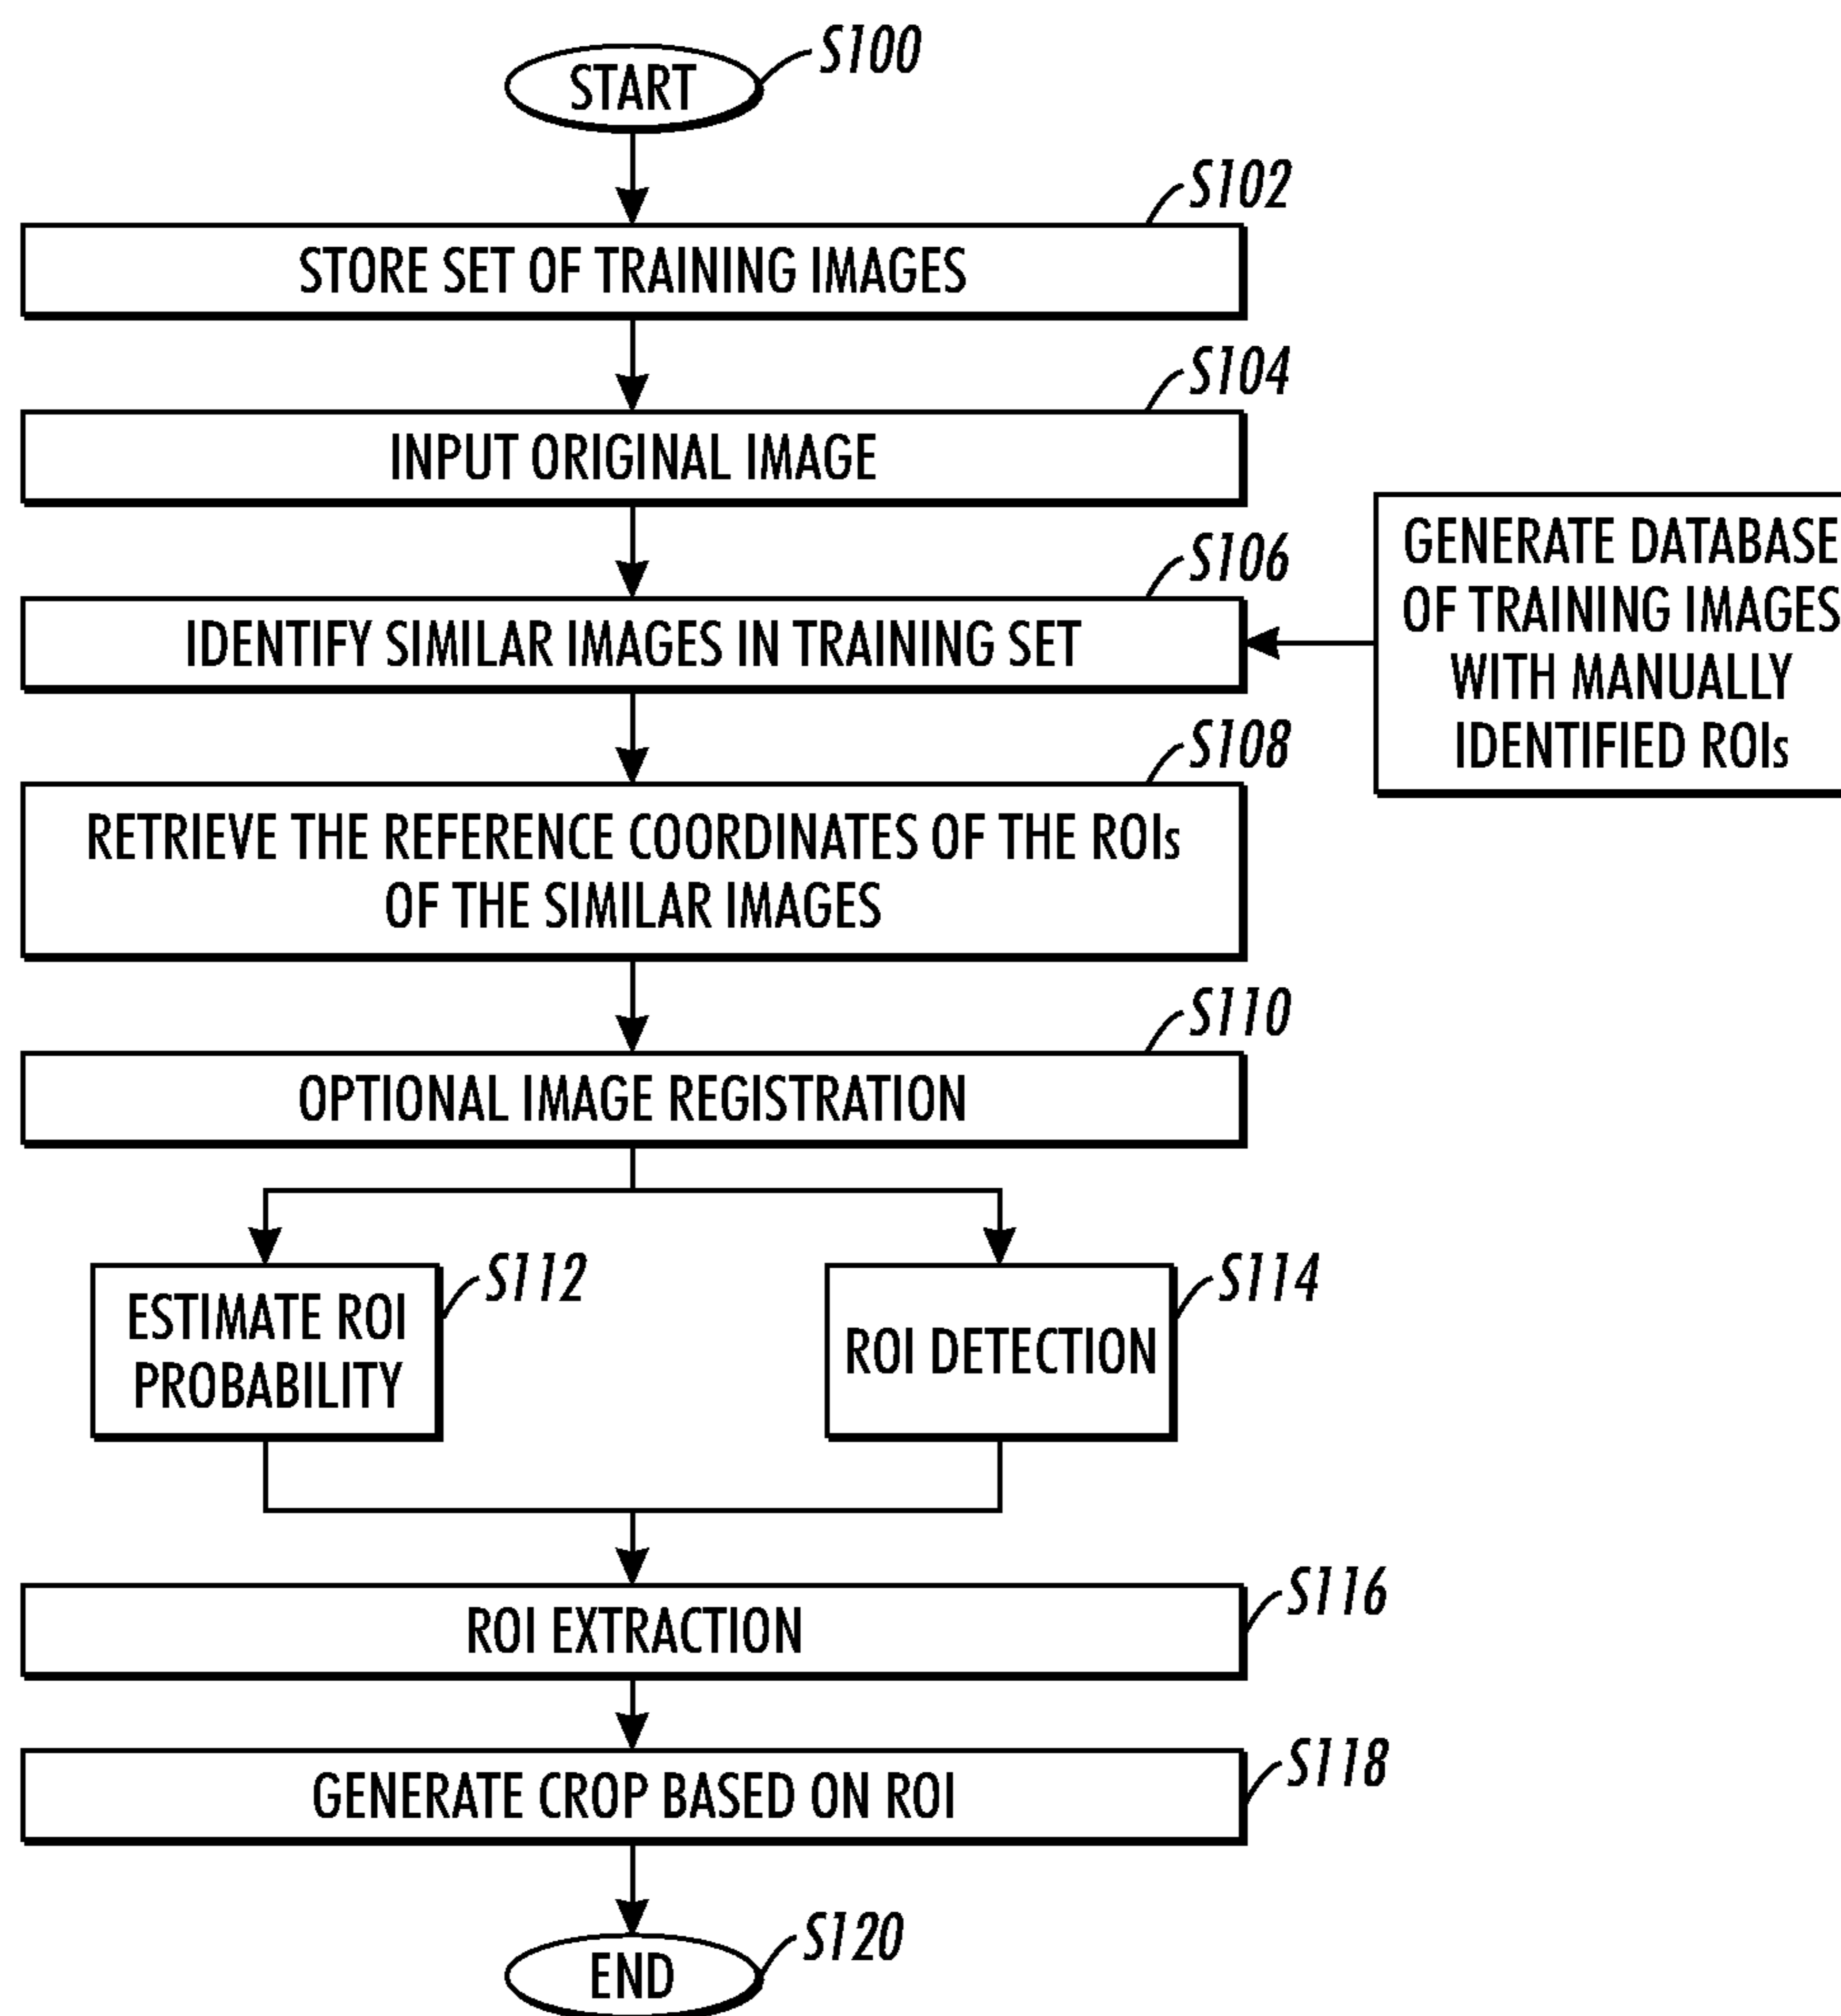 START
S100
S102
STORE SET OF TRAINING IMAGES
S104
INPUT ORIGINAL IMAGE
S106
IDENTIFY SIMILAR IMAGES IN TRAINING SET
GENERATE DATABASE
OF TRAINING IMAGES
WITH MANUALLY
IDENTIFIED ROIs
S108
RETRIEVE THE REFERENCE COORDINATES OF THE ROIs
OF THE SIMILAR IMAGES
S110
OPTIONAL IMAGE REGISTRATION
S112
ESTIMATE ROI
PROBABILITY
S114
ROI DETECTION
S116
ROI EXTRACTION
S118
GENERATE CROP BASED ON ROI
S120
END